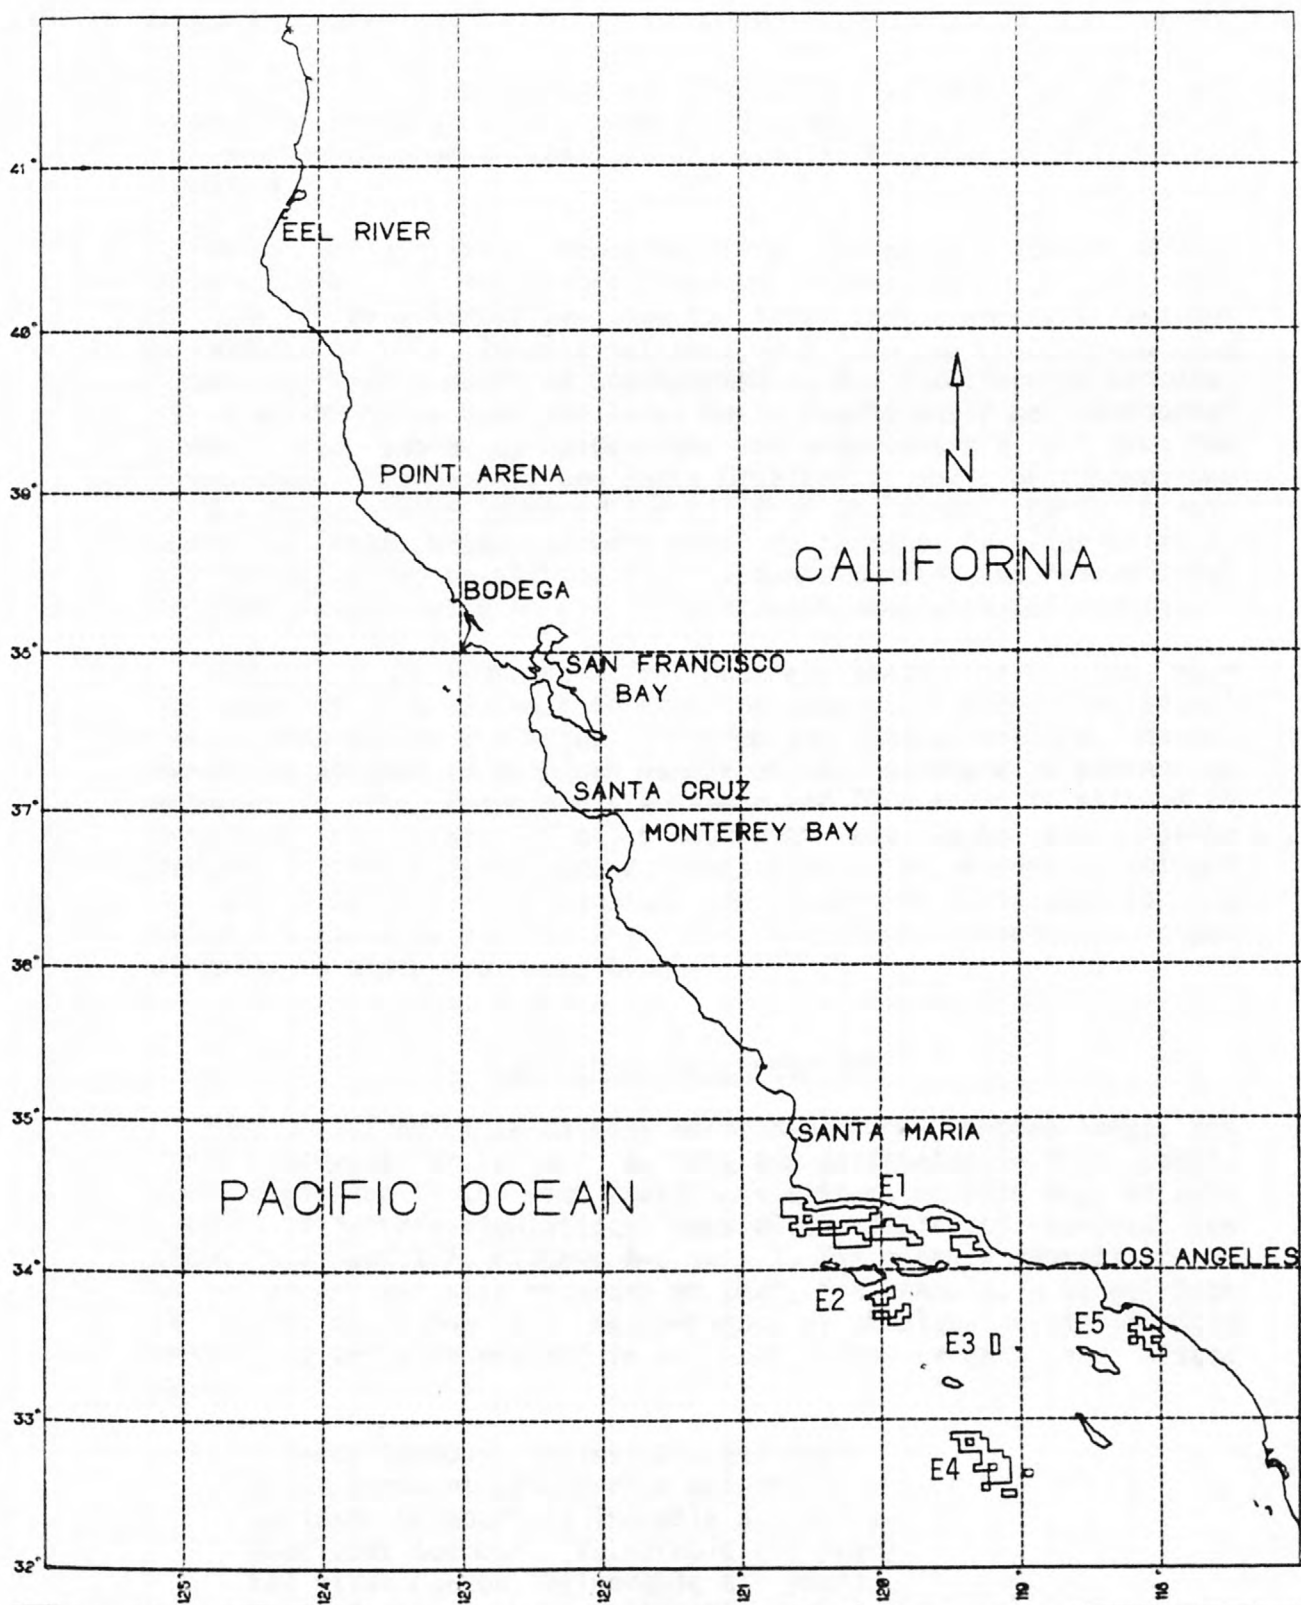 41°
EEL RIVER
40°
N
POINT ARENA
39°
CALIFORNIA
BODEGA
38°
SAN FRANCISCO
BAY
SANTA CRUZ
37°
MONTEREY BAY
36°
35°
SANTA MARIA
PACIFIC OCEAN
E1
LOS ANGELES
34°
E2
E3
E5
33°
E4
32°
125
124
123
122
121
120
119
118